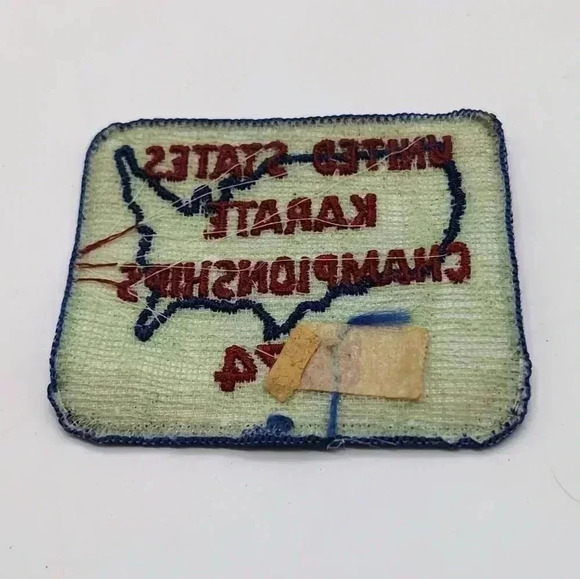 UNITED STATES
KARATE
CHAMPIONSHIPS
74